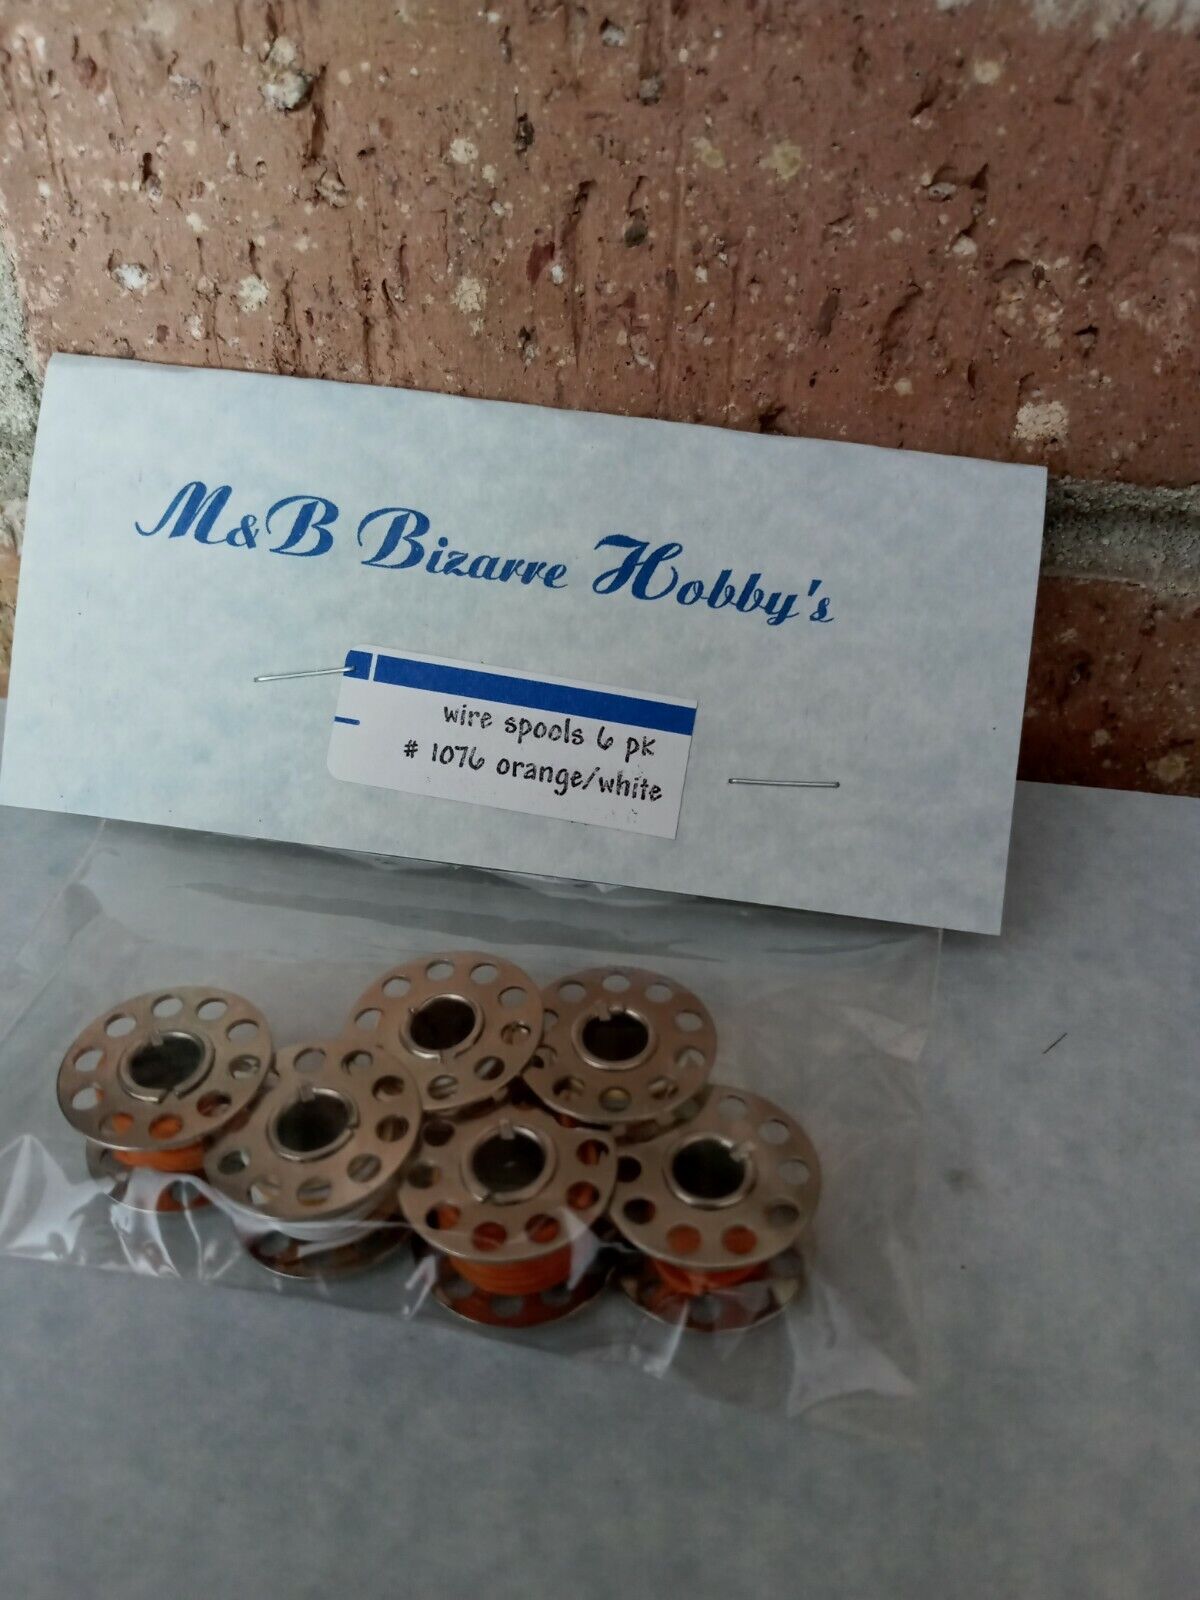 M&B Bizarre Hobby's
wire spools 6 pk
# 1076 orange/white